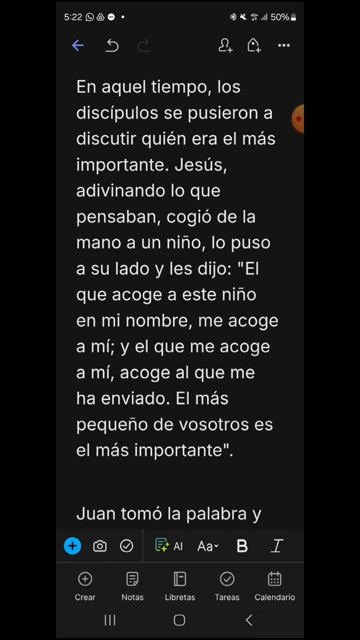 5:22
50%
En aquel tiempo, los
discípulos se pusieron a
discutir quién era el más
importante. Jesús,
adivinando lo que
pensaban, cogió de la
mano a un niño, lo puso
a su lado y les dijo: "El
que acoge a este niño
en mi nombre, me acoge
a mí; y el que me acoge
a mí, acoge al que me
ha enviado. El más
pequeño de vosotros es
el más importante".
Juan tomó la palabra y
AI Aa B I
Crear Notas Libretas Tareas Calendario